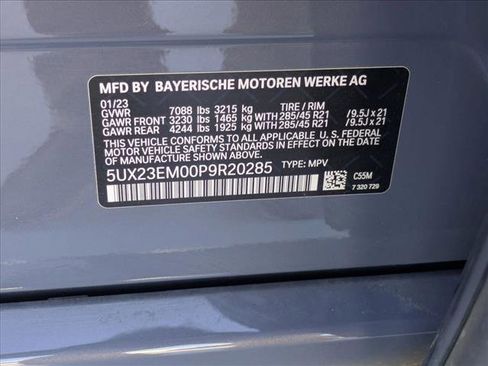 MFD BY BAYERISCHE MOTOREN WERKE AG
01/23
GVWR 7088 lbs 3215 kg TIRE / RIM
GAWR FRONT 3230 lbs 1465 kg WITH 285/45 R21 / 9.5J x 21
GAWR REAR 4244 lbs 1925 kg WITH 285/45 R21 / 9.5J x 21
THIS VEHICLE CONFORMS TO ALL APPLICABLE U.S. FEDERAL
MOTOR VEHICLE SAFETY STANDARDS IN EFFECT ON THE DATE
OF MANUFACTURE SHOWN ABOVE.
5UX23EM00P9R20285 TYPE: MPV
C55M
7 320 729